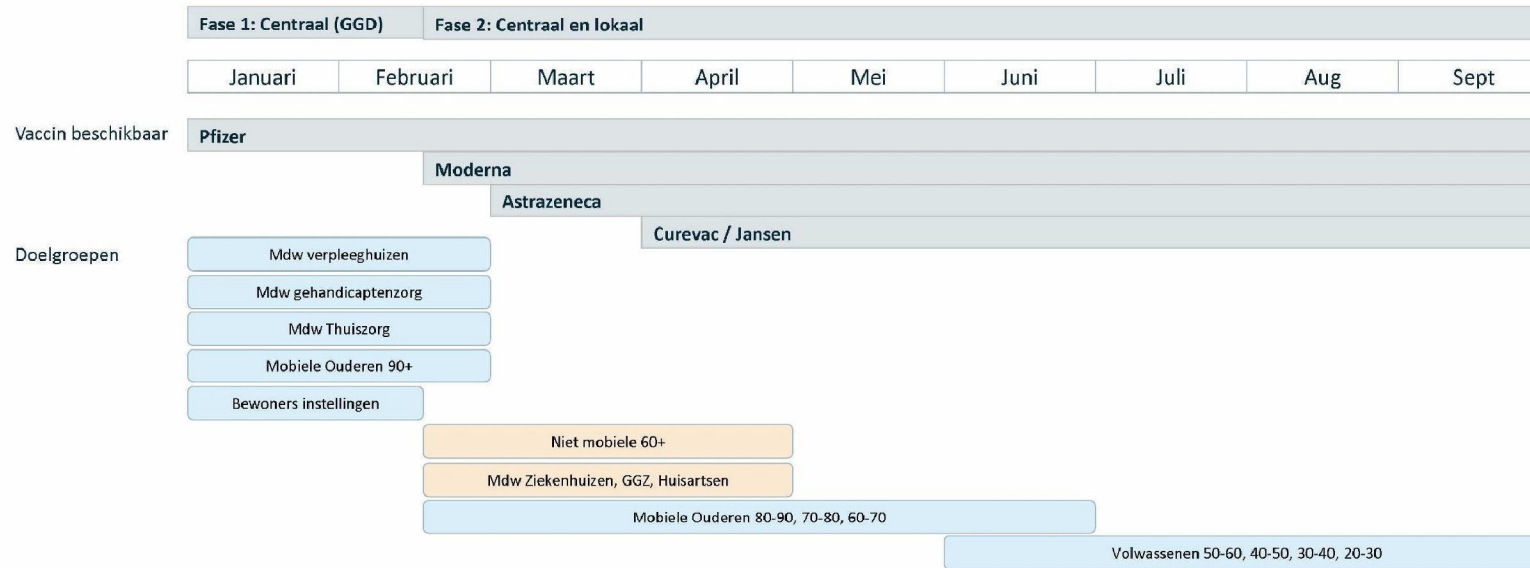 Fase 1: Centraal (GGD) Fase 2: Centraal en lokaal
Januari Februari Maart April Mei Juni Juli Aug Sept
Vaccin beschikbaar Pfizer
Moderna
Astrazeneca
Curevac / Jansen
Doelgroepen
Mdw verpleeghuizen
Mdw gehandicaptenzorg
Mdw Thuiszorg
Mobiele Ouderen 90+
Bewoners instellingen
Niet mobiele 60+
Mdw Ziekenhuizen, GGZ, Huisartsen
Mobiele Ouderen 80-90, 70-80, 60-70
Volwassenen 50-60, 40-50, 30-40, 20-30